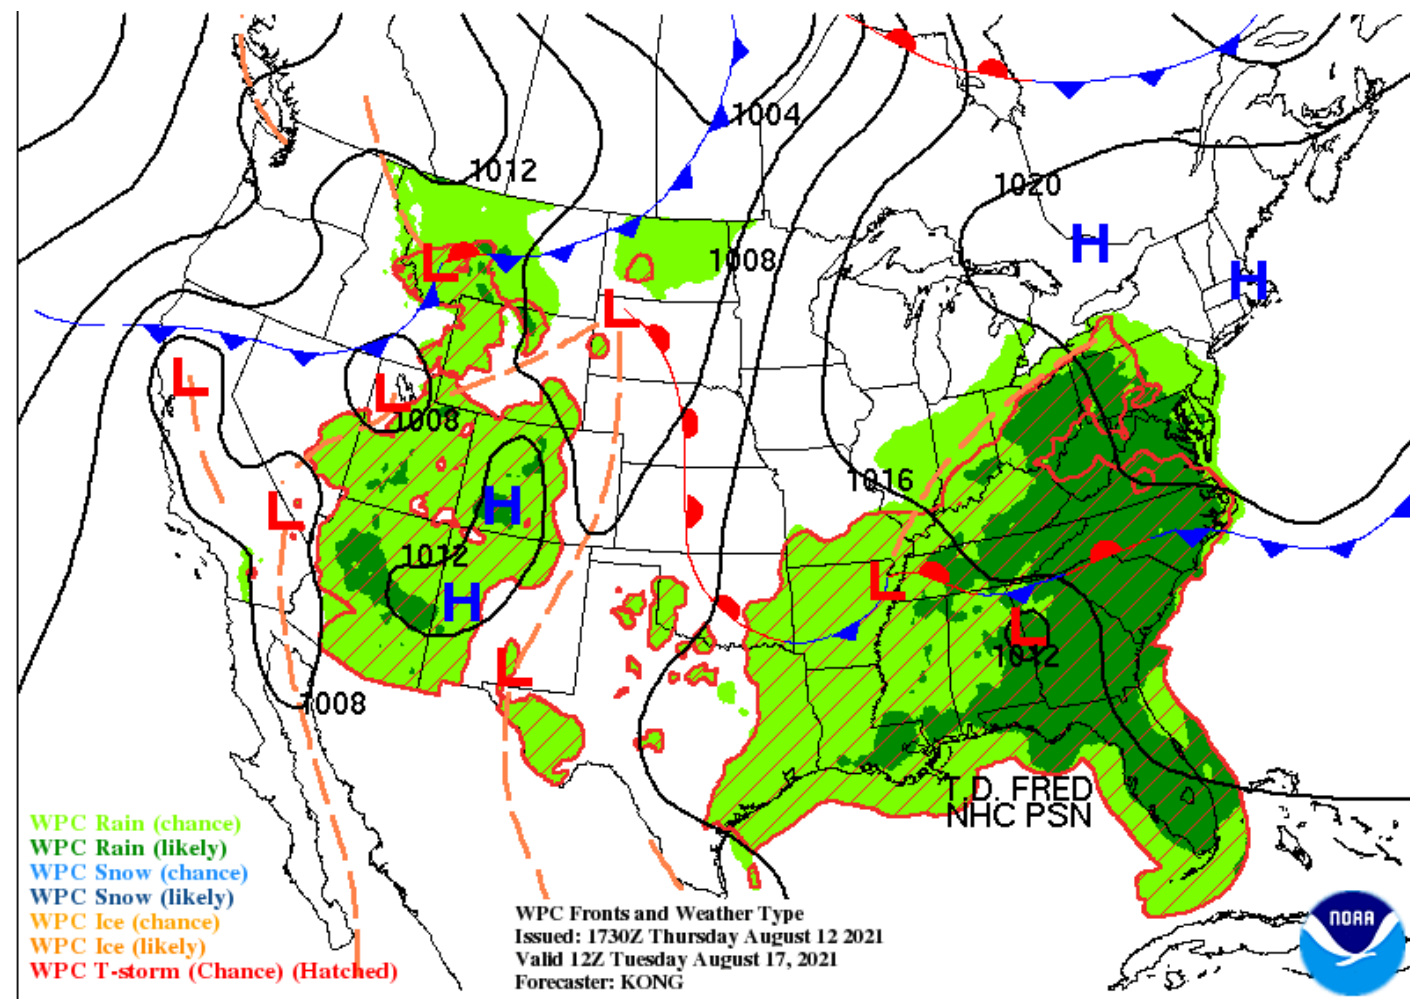 1004
1012
1020
1008
H
H
L
L
L
L
1008
1016
H
L
1012
H
L
L
1012
L
1008
T.D. FRED
NHC PSN
WPC Rain (chance)
WPC Rain (likely)
WPC Snow (chance)
WPC Snow (likely)
WPC Ice (chance)
WPC Ice (likely)
WPC T-storm (Chance) (Hatched)
WPC Fronts and Weather Type
Issued: 1730Z Thursday August 12 2021
Valid 12Z Tuesday August 17, 2021
Forecaster: KONG
NOAA